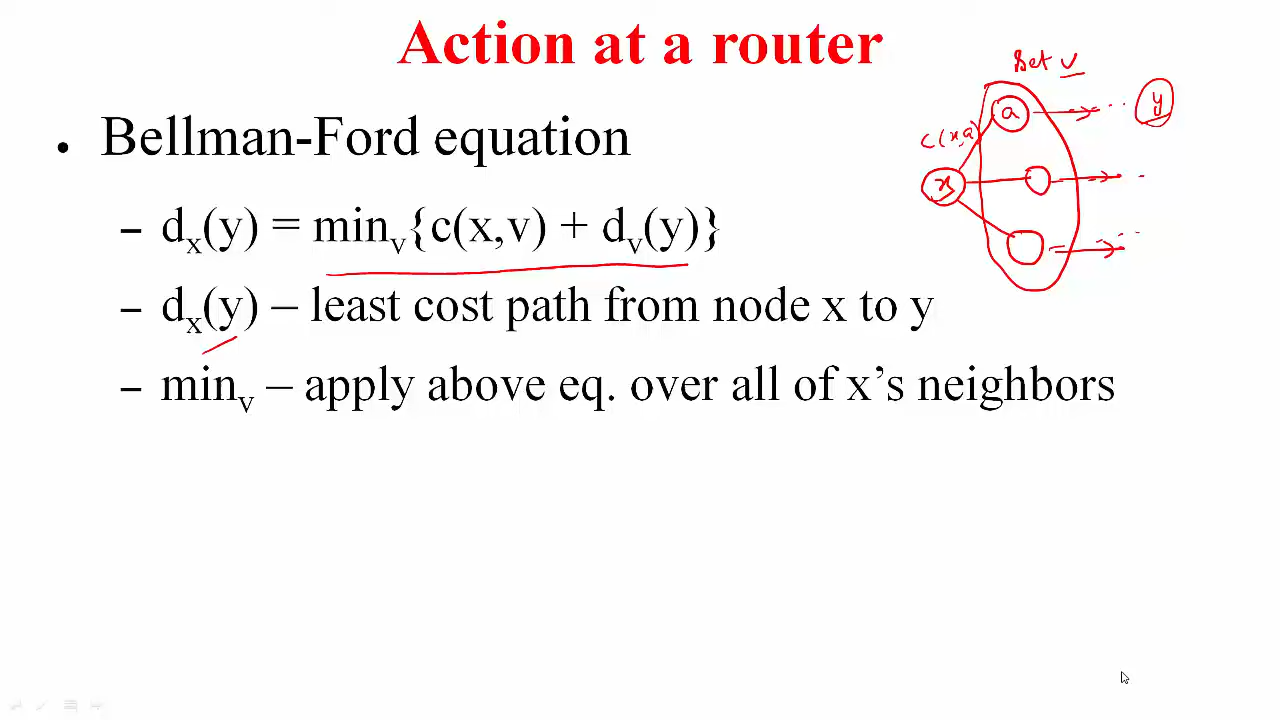 Action at a router
Set v
a
y
• Bellman-Ford equation
c(x,a)
x
– dx(y) = minv{c(x,v) + dv(y)}
– dx(y) – least cost path from node x to y
– minv – apply above eq. over all of x’s neighbors